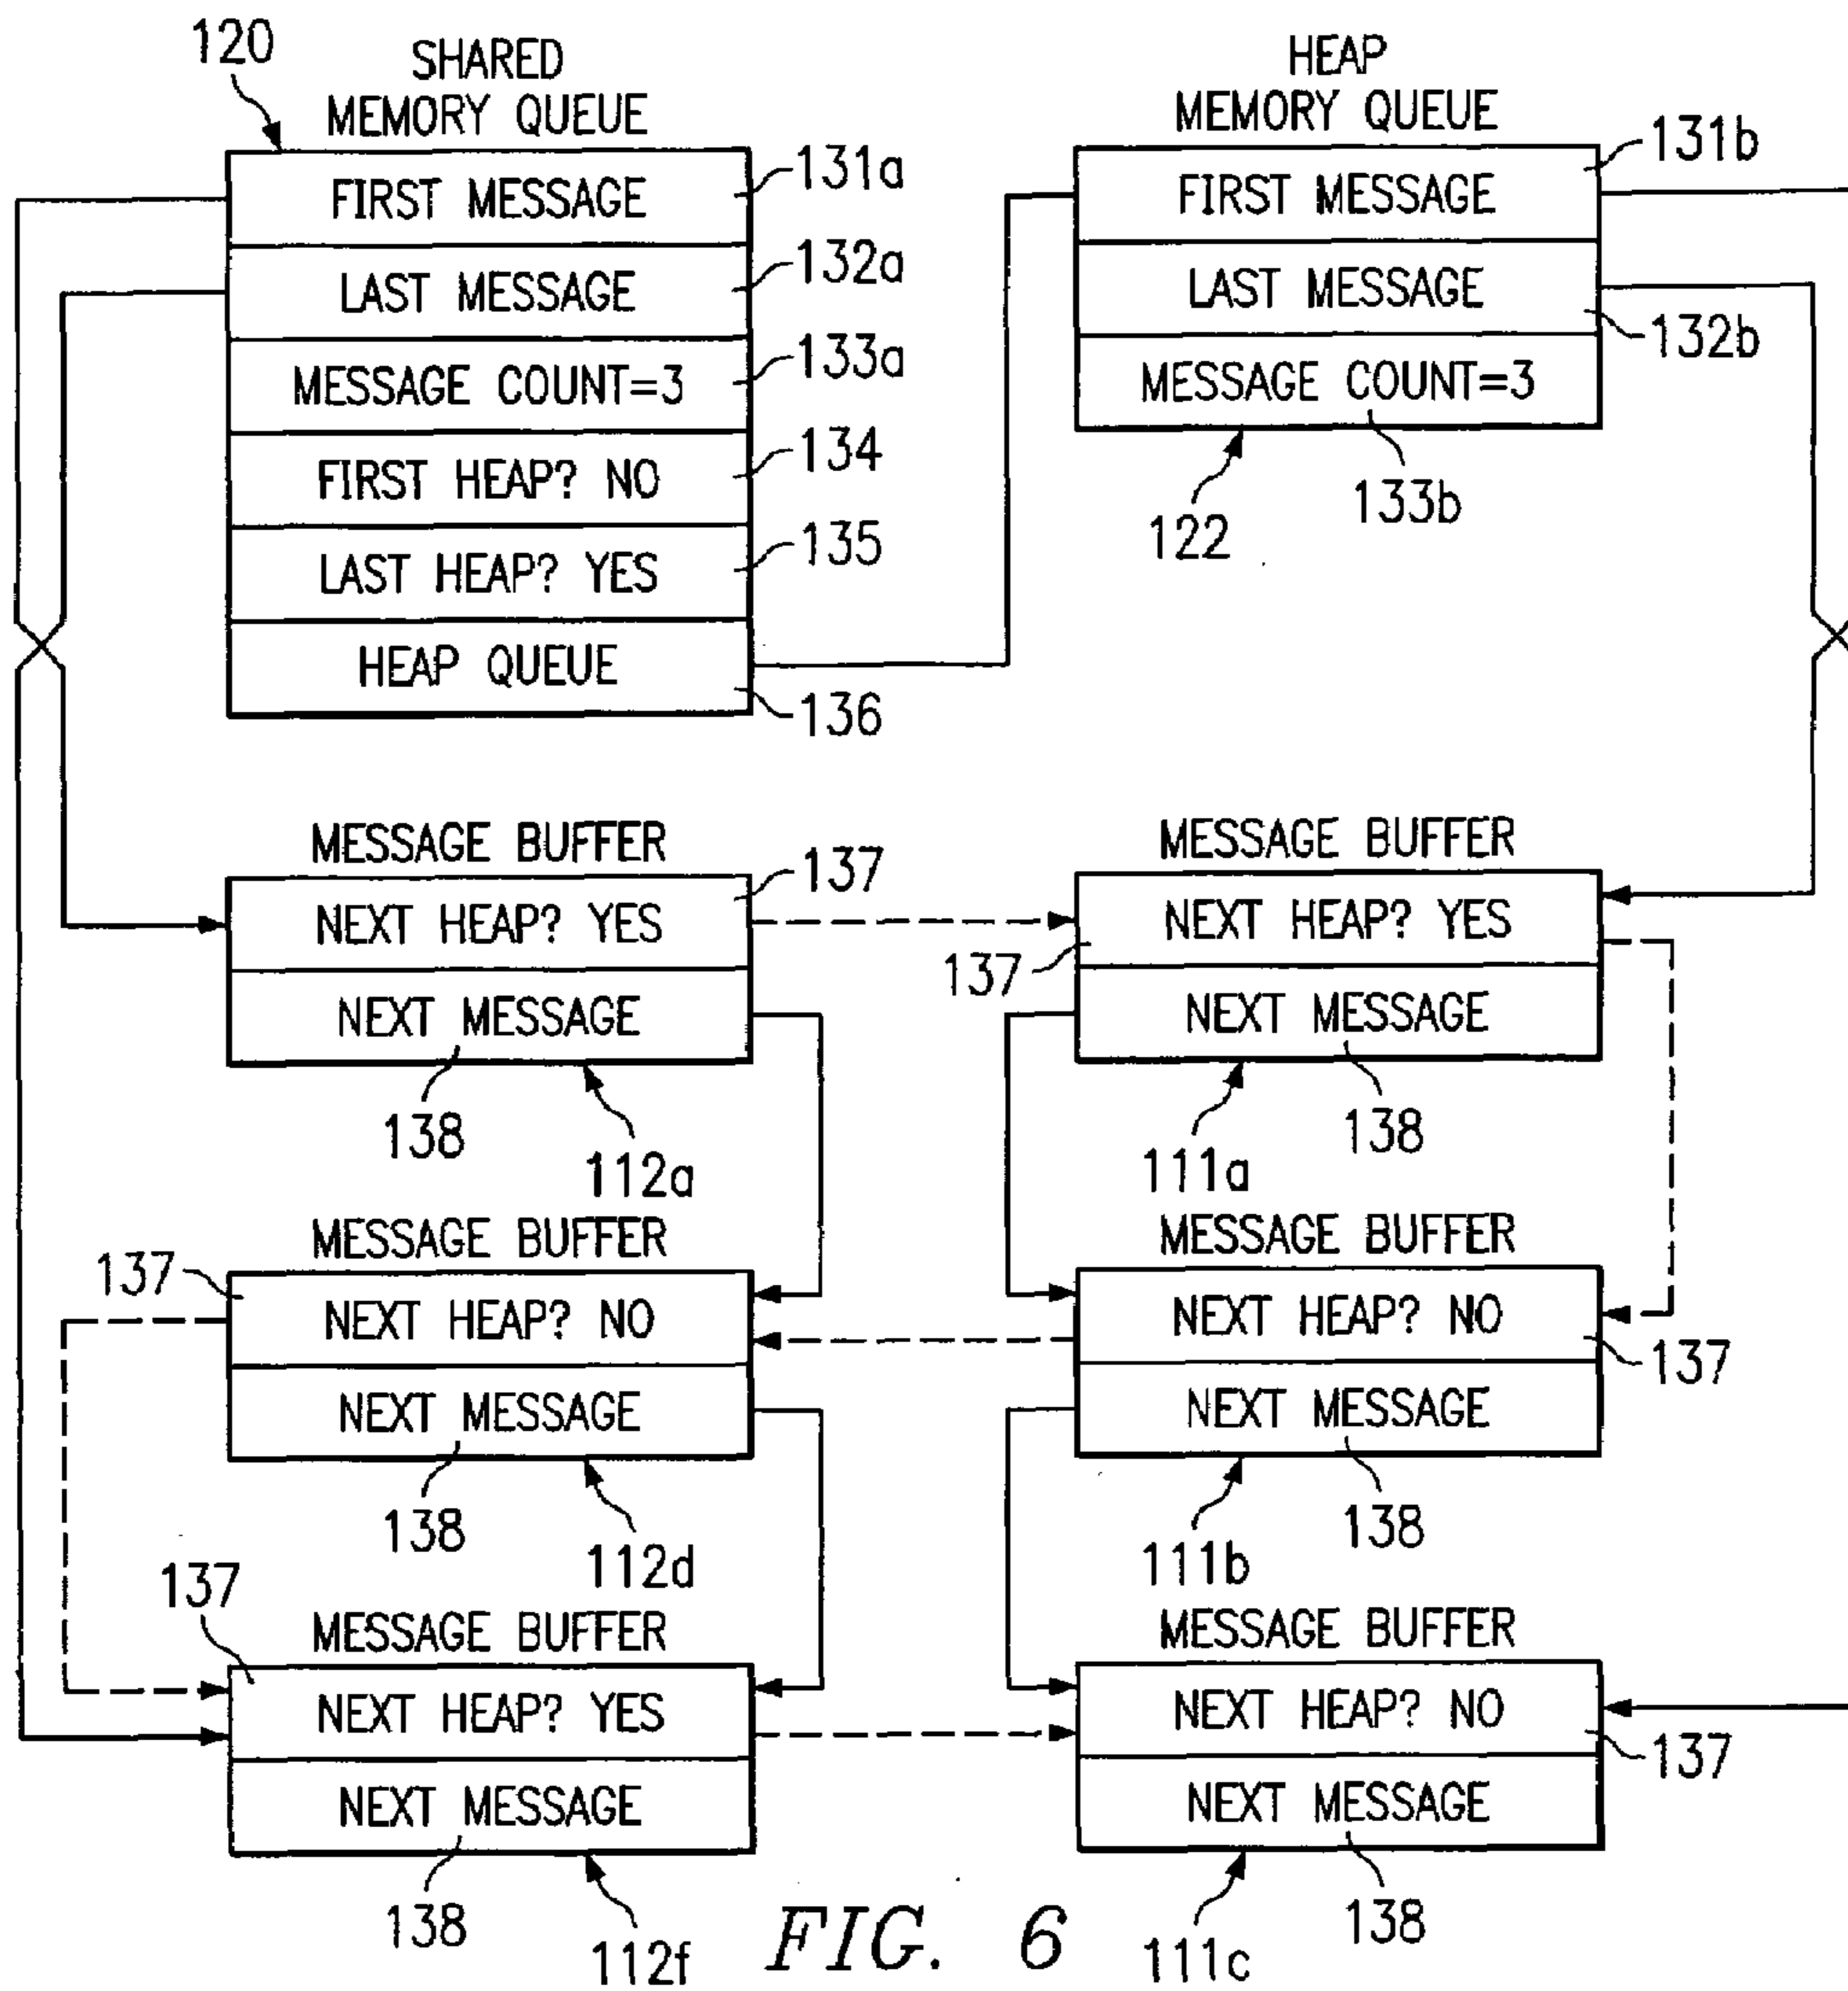 120
SHARED
MEMORY QUEUE
FIRST MESSAGE
131a
LAST MESSAGE
132a
MESSAGE COUNT=3
133a
FIRST HEAP? NO
134
LAST HEAP? YES
135
HEAP QUEUE
136
HEAP
MEMORY QUEUE
FIRST MESSAGE
131b
LAST MESSAGE
132b
MESSAGE COUNT=3
133b
122
MESSAGE BUFFER
NEXT HEAP? YES
137
NEXT MESSAGE
138
112a
MESSAGE BUFFER
NEXT HEAP? YES
137
NEXT MESSAGE
138
111a
MESSAGE BUFFER
137
NEXT HEAP? NO
NEXT MESSAGE
138
112d
MESSAGE BUFFER
NEXT HEAP? NO
137
NEXT MESSAGE
138
111b
137
MESSAGE BUFFER
NEXT HEAP? YES
NEXT MESSAGE
138
112f
MESSAGE BUFFER
NEXT HEAP? NO
137
NEXT MESSAGE
138
111c
FIG. 6